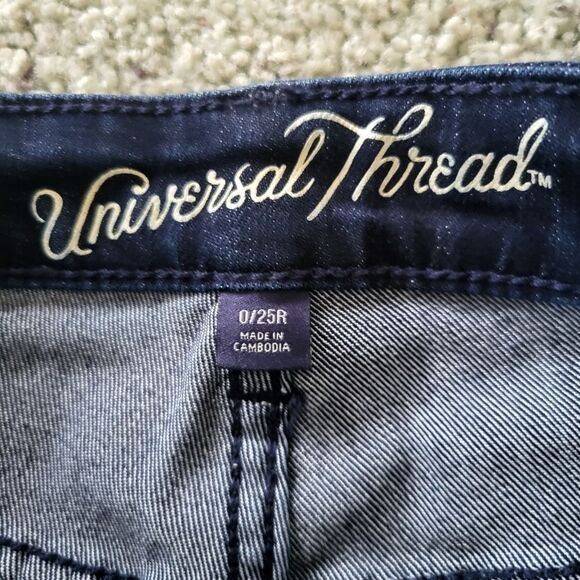 Universal Thread™
0/25R
MADE IN
CAMBODIA